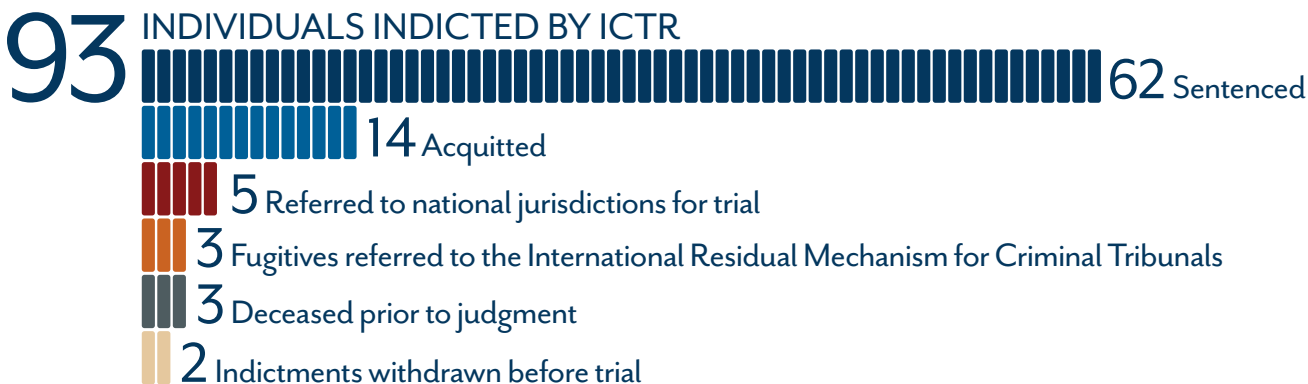 93 INDIVIDUALS INDICTED BY ICTR
62 Sentenced
14 Acquitted
5 Referred to national jurisdictions for trial
3 Fugitives referred to the International Residual Mechanism for Criminal Tribunals
3 Deceased prior to judgment
2 Indictments withdrawn before trial